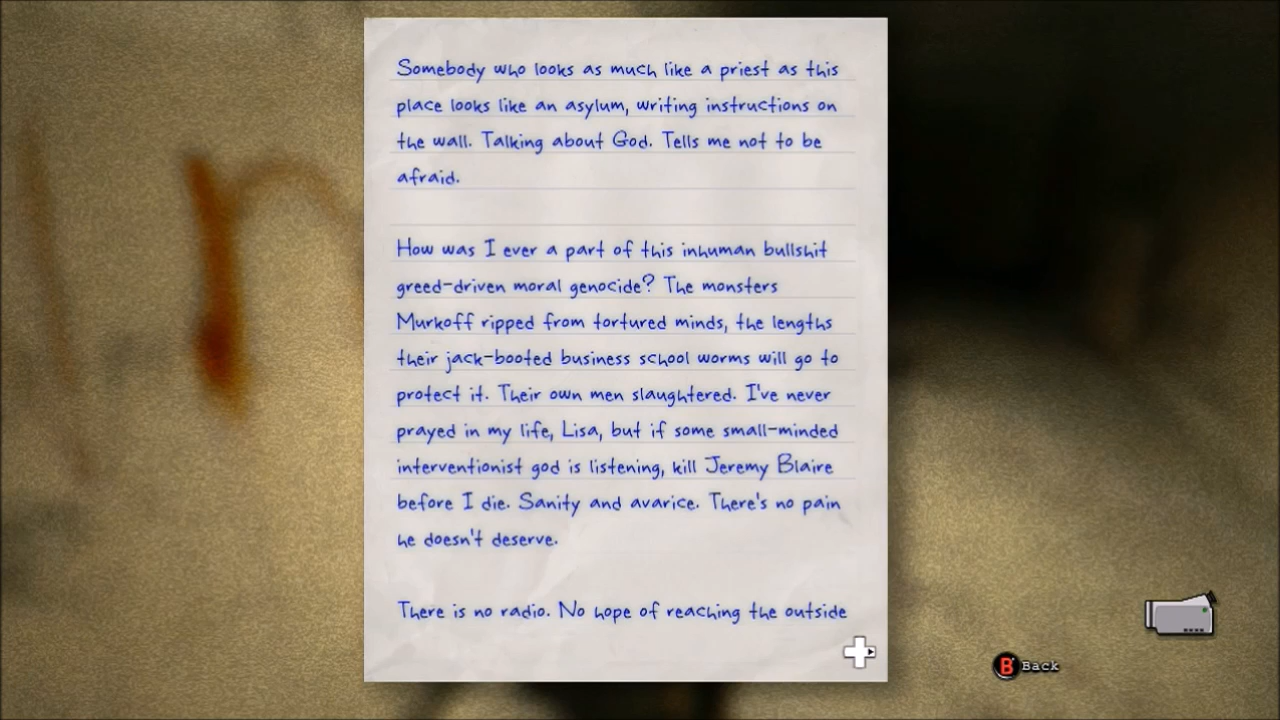 Somebody who looks as much like a priest as this
place looks like an asylum, writing instructions on
the wall. Talking about God. Tells me not to be
afraid.
How was I ever a part of this inhuman bullshit
greed-driven moral genocide? The monsters
Murkoff ripped from tortured minds, the lengths
their jack-booted business school worms will go to
protect it. Their own men slaughtered. I've never
prayed in my life, Lisa, but if some small-minded
interventionist god is listening, kill Jeremy Blaire
before I die. Sanity and avarice. There's no pain
he doesn't deserve.
There is no radio. No hope of reaching the outside
B Back